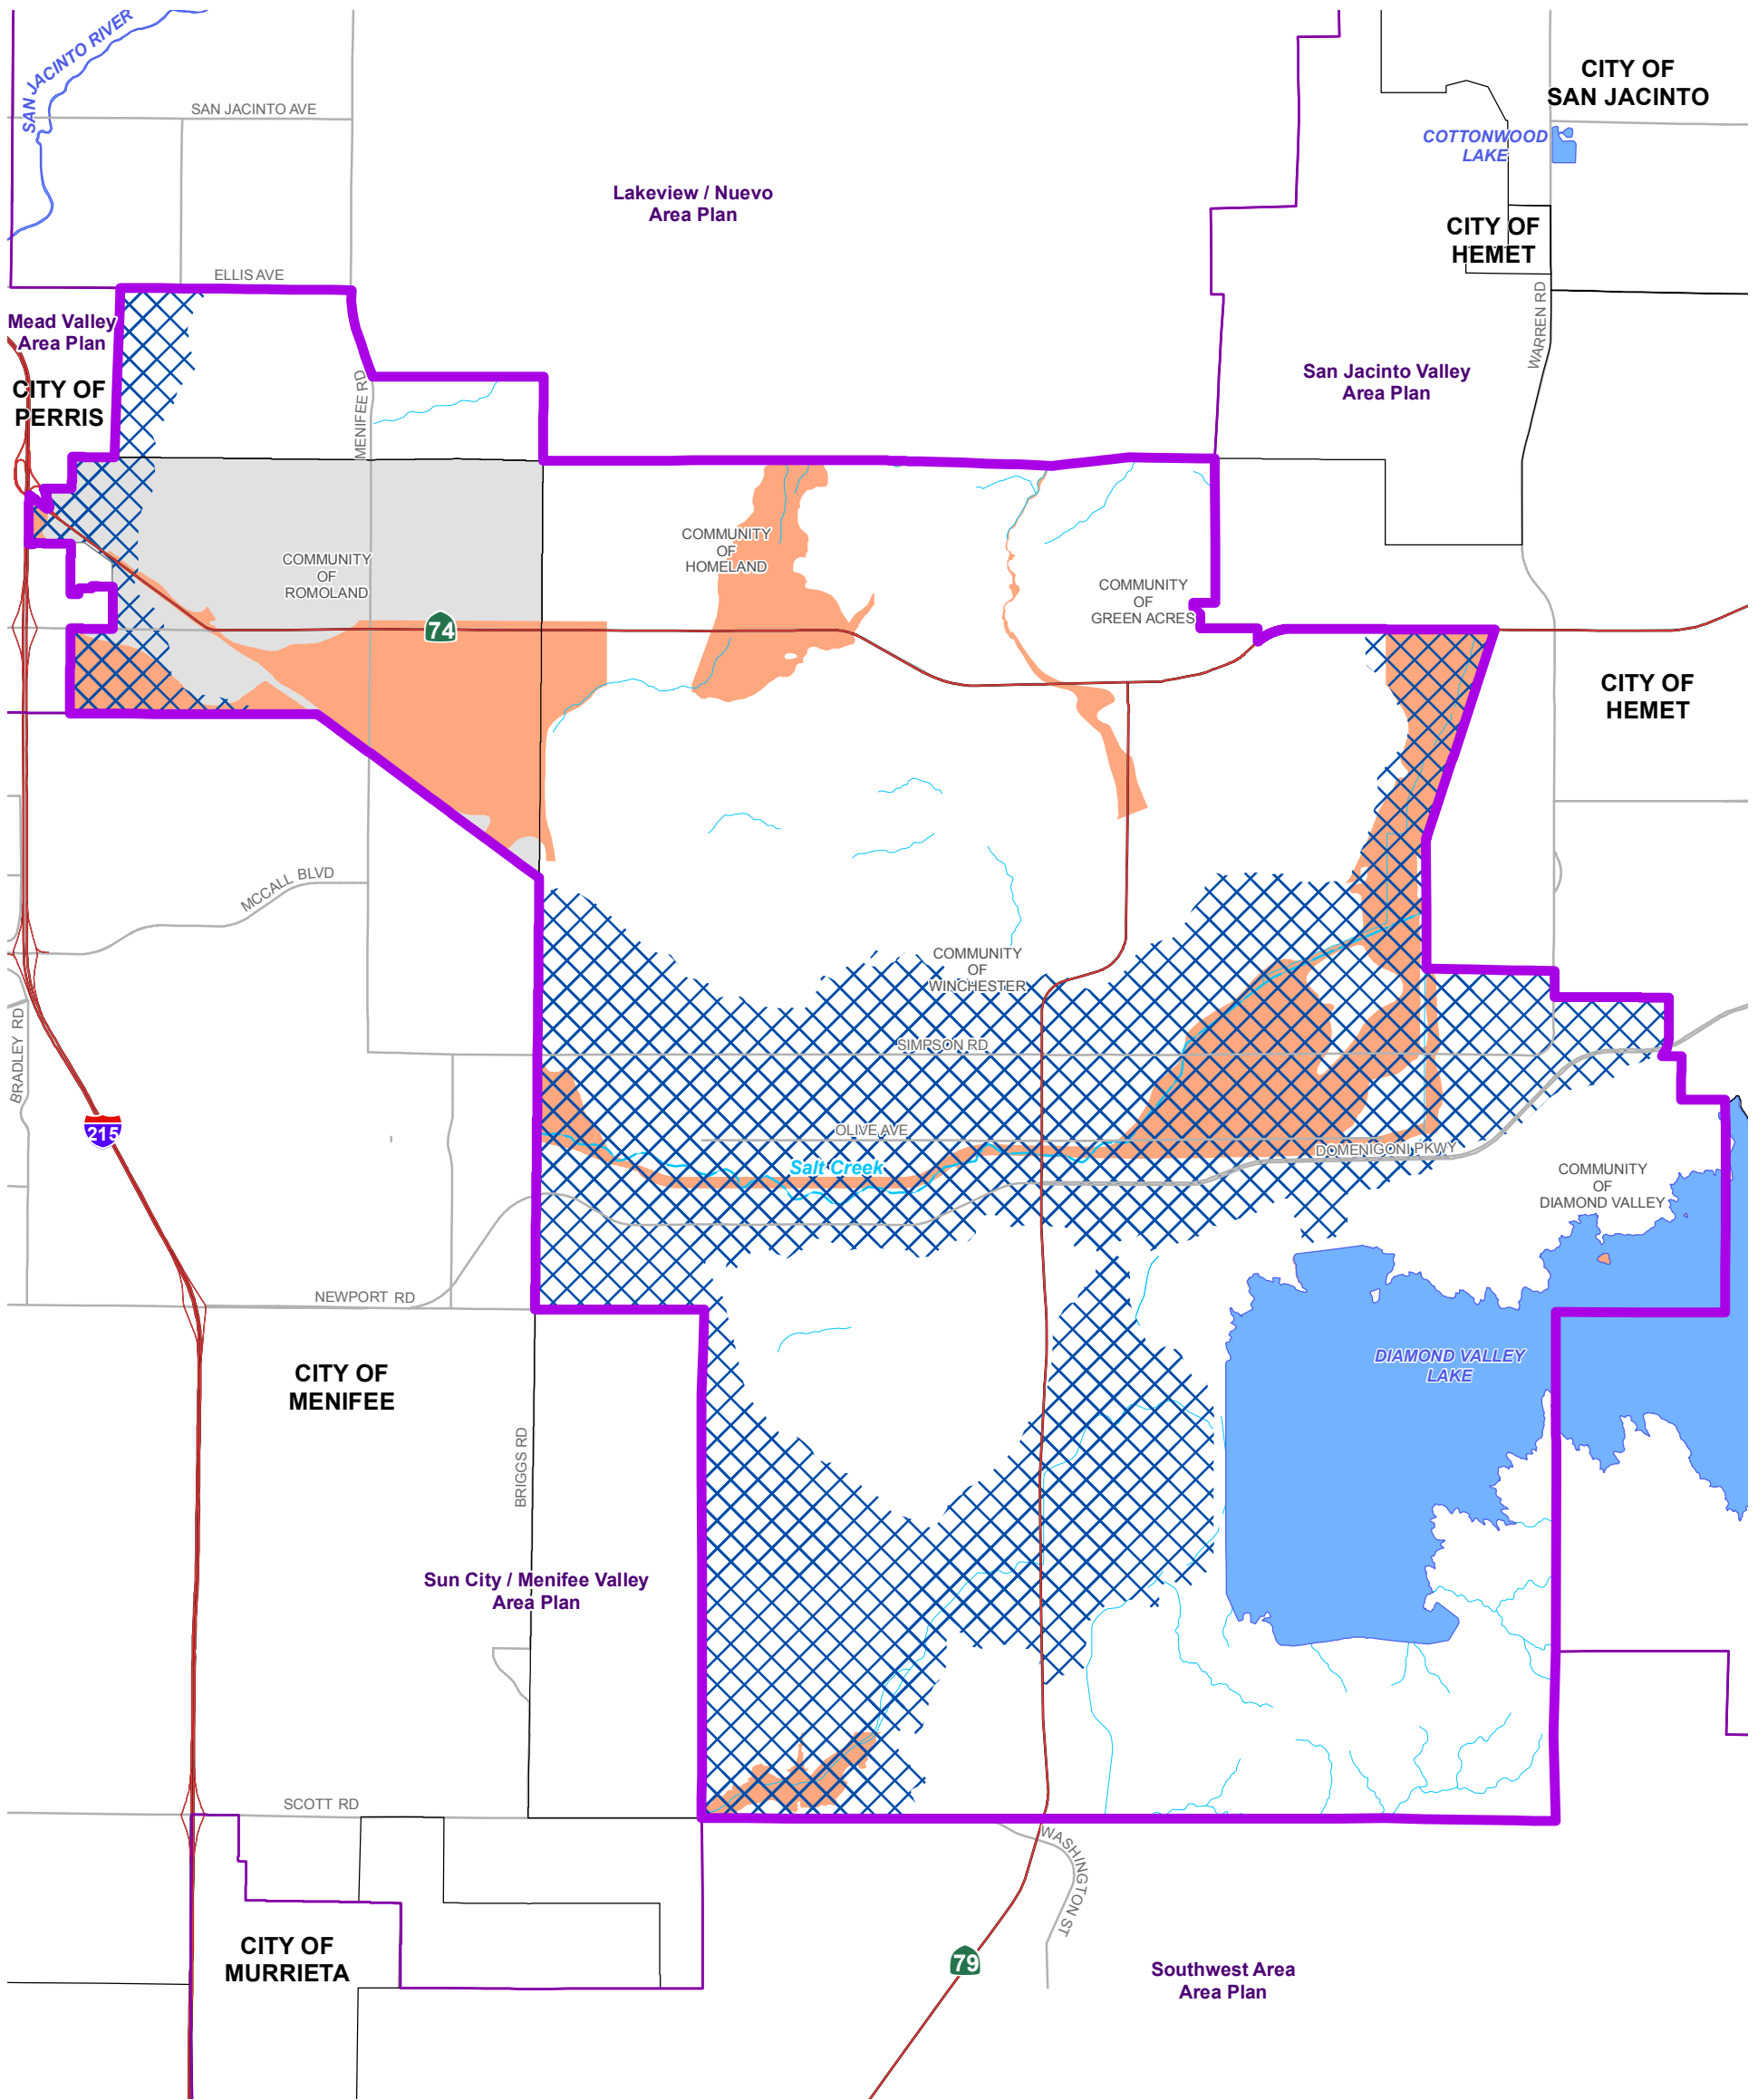 SAN JACINTO RIVER
SAN JACINTO AVE
CITY OF
SAN JACINTO
COTTONWOOD
LAKE
Lakeview / Nuevo
Area Plan
CITY OF
HEMET
ELLIS AVE
WARREN RD
Mead Valley
Area Plan
San Jacinto Valley
Area Plan
CITY OF
PERRIS
MENIFEE RD
COMMUNITY
OF
HOMELAND
COMMUNITY
OF
ROMOLAND
COMMUNITY
OF
GREEN ACRES
74
CITY OF
HEMET
MCCALL BLVD
COMMUNITY
OF
WINCHESTER
SIMPSON RD
BRADLEY RD
215
OLIVE AVE
DOMENIGONI PKWY
Salt Creek
COMMUNITY
OF
DIAMOND VALLEY
NEWPORT RD
DIAMOND VALLEY
LAKE
CITY OF
MENIFEE
BRIGGS RD
Sun City / Menifee Valley
Area Plan
SCOTT RD
WASHINGTON ST
CITY OF
MURRIETA
79
Southwest Area
Area Plan